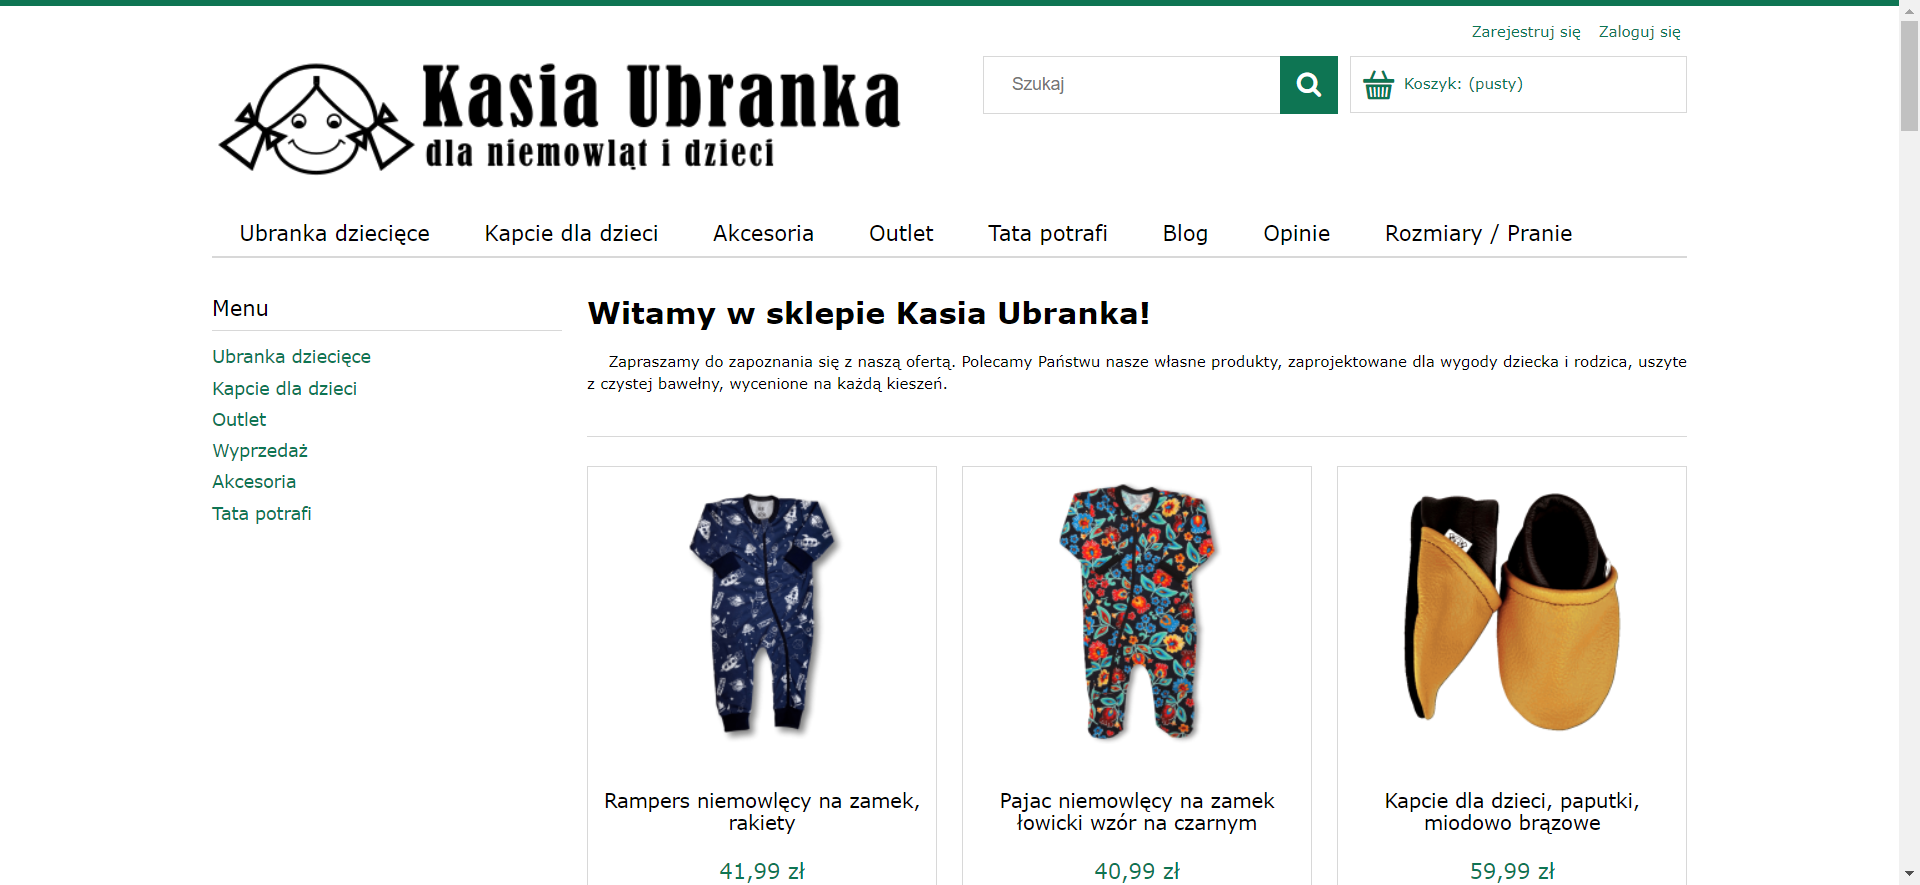 Zarejestruj się Zaloguj się
Kasia Ubranka
dla niemowląt i dzieci
Szukaj
Koszyk: (pusty)
Ubranka dziecięce Kapcie dla dzieci Akcesoria Outlet Tata potrafi Blog Opinie Rozmiary / Pranie
Menu
Ubranka dziecięce
Kapcie dla dzieci
Outlet
Wyprzedaż
Akcesoria
Tata potrafi
Witamy w sklepie Kasia Ubranka!
Zapraszamy do zapoznania się z naszą ofertą. Polecamy Państwu nasze własne produkty, zaprojektowane dla wygody dziecka i rodzica, uszyte
z czystej bawełny, wycenione na każdą kieszeń.
Rampers niemowlęcy na zamek,
rakiety
41,99 zł
Pajac niemowlęcy na zamek
łowicki wzór na czarnym
40,99 zł
Kapcie dla dzieci, paputki,
miodowo brązowe
59,99 zł